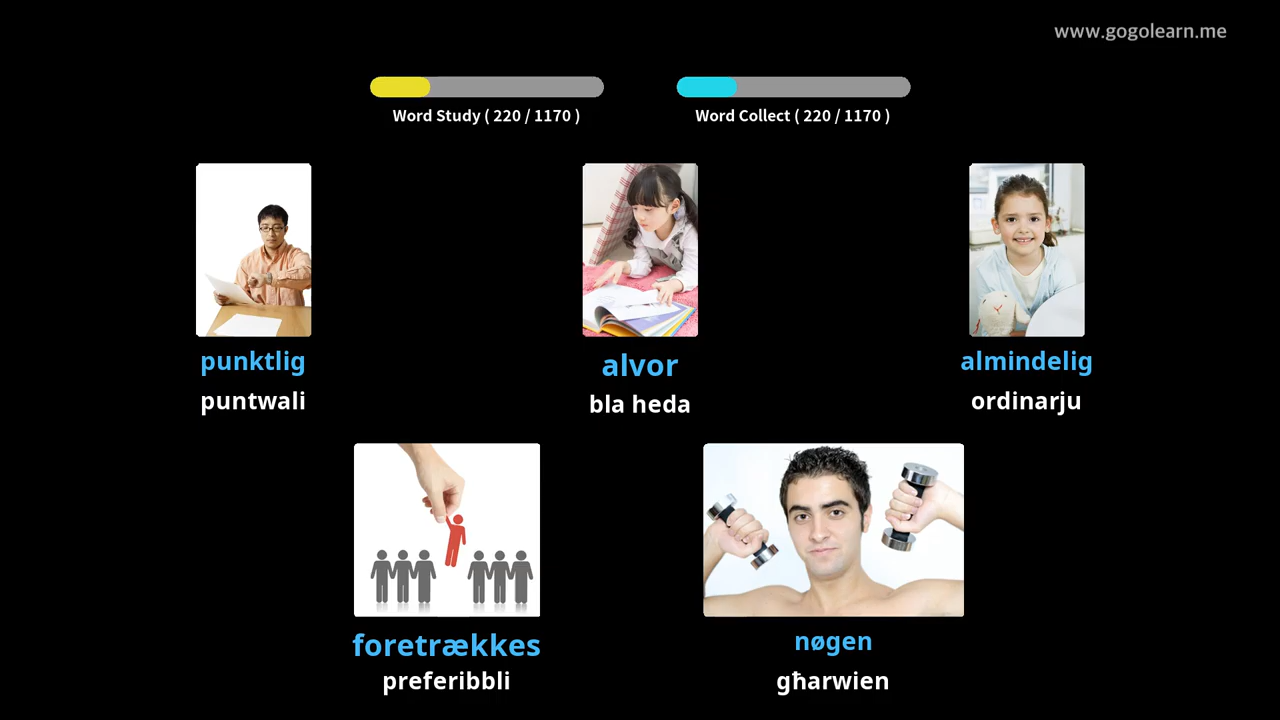 www.gogolearn.me
Word Study ( 220 / 1170 )
Word Collect ( 220 / 1170 )
punktlig
puntwali
alvor
bla heda
almindelig
ordinarju
foretrækkes
preferibbli
nøgen
għarwien